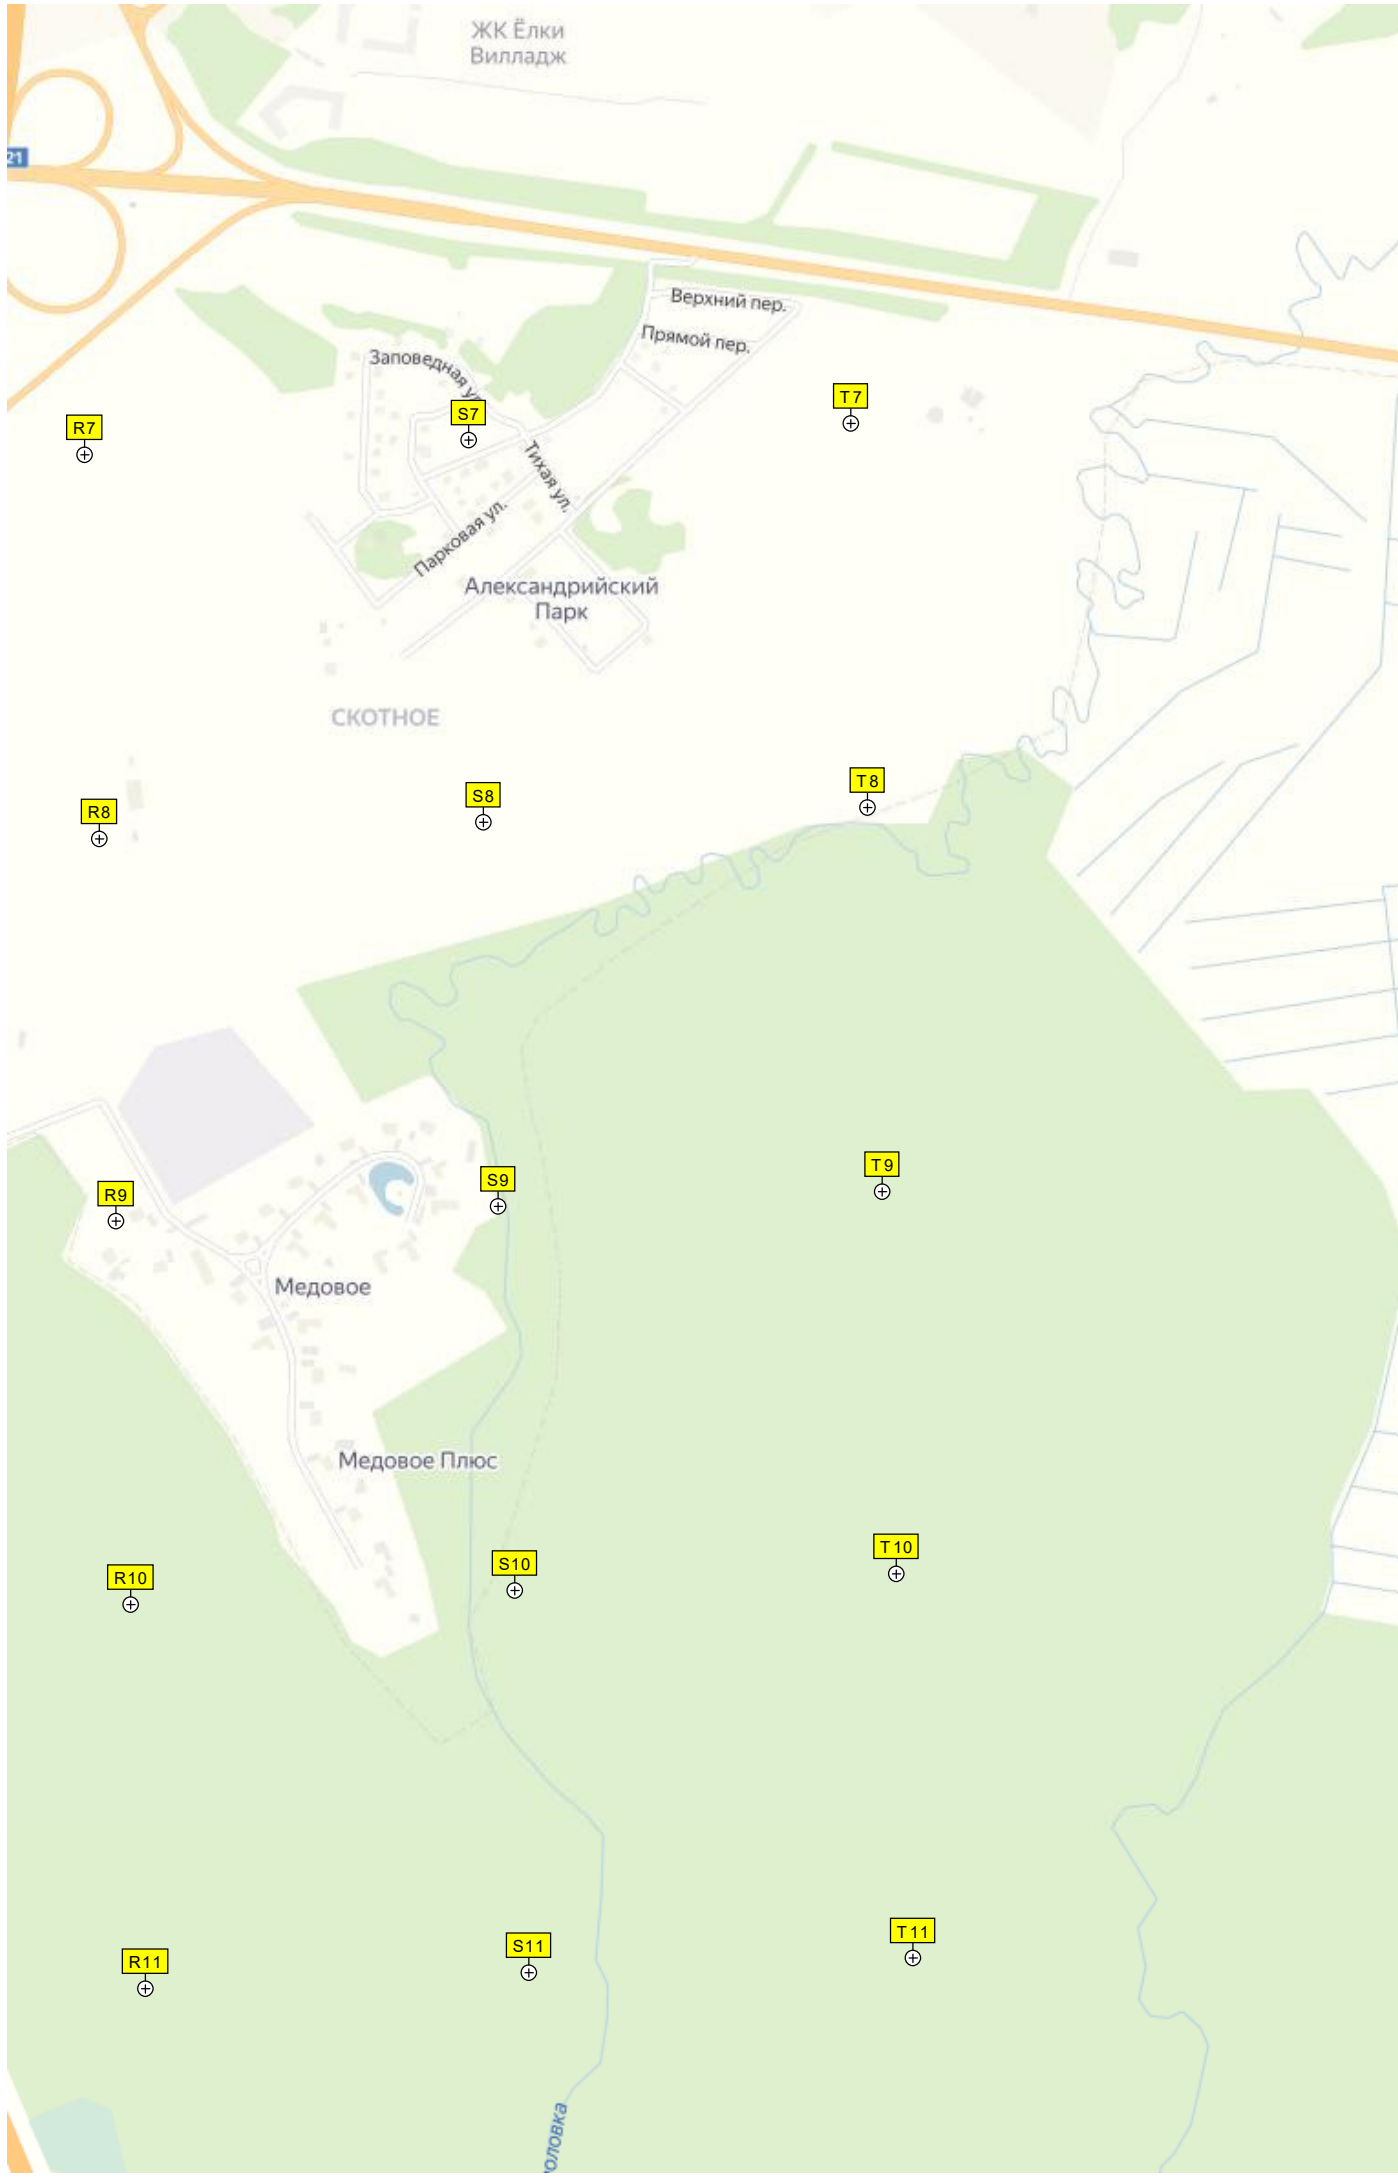 ЖК Ёлки
Вилладж
21
Верхний пер.
Прямой пер.
Заповедная ул.
T7
S7
R7
Тихая ул.
Парковая ул.
Александрийский
Парк
СКОТНОЕ
T8
S8
R8
T9
S9
R9
Медовое
Медовое Плюс
T10
S10
R10
T11
S11
R11